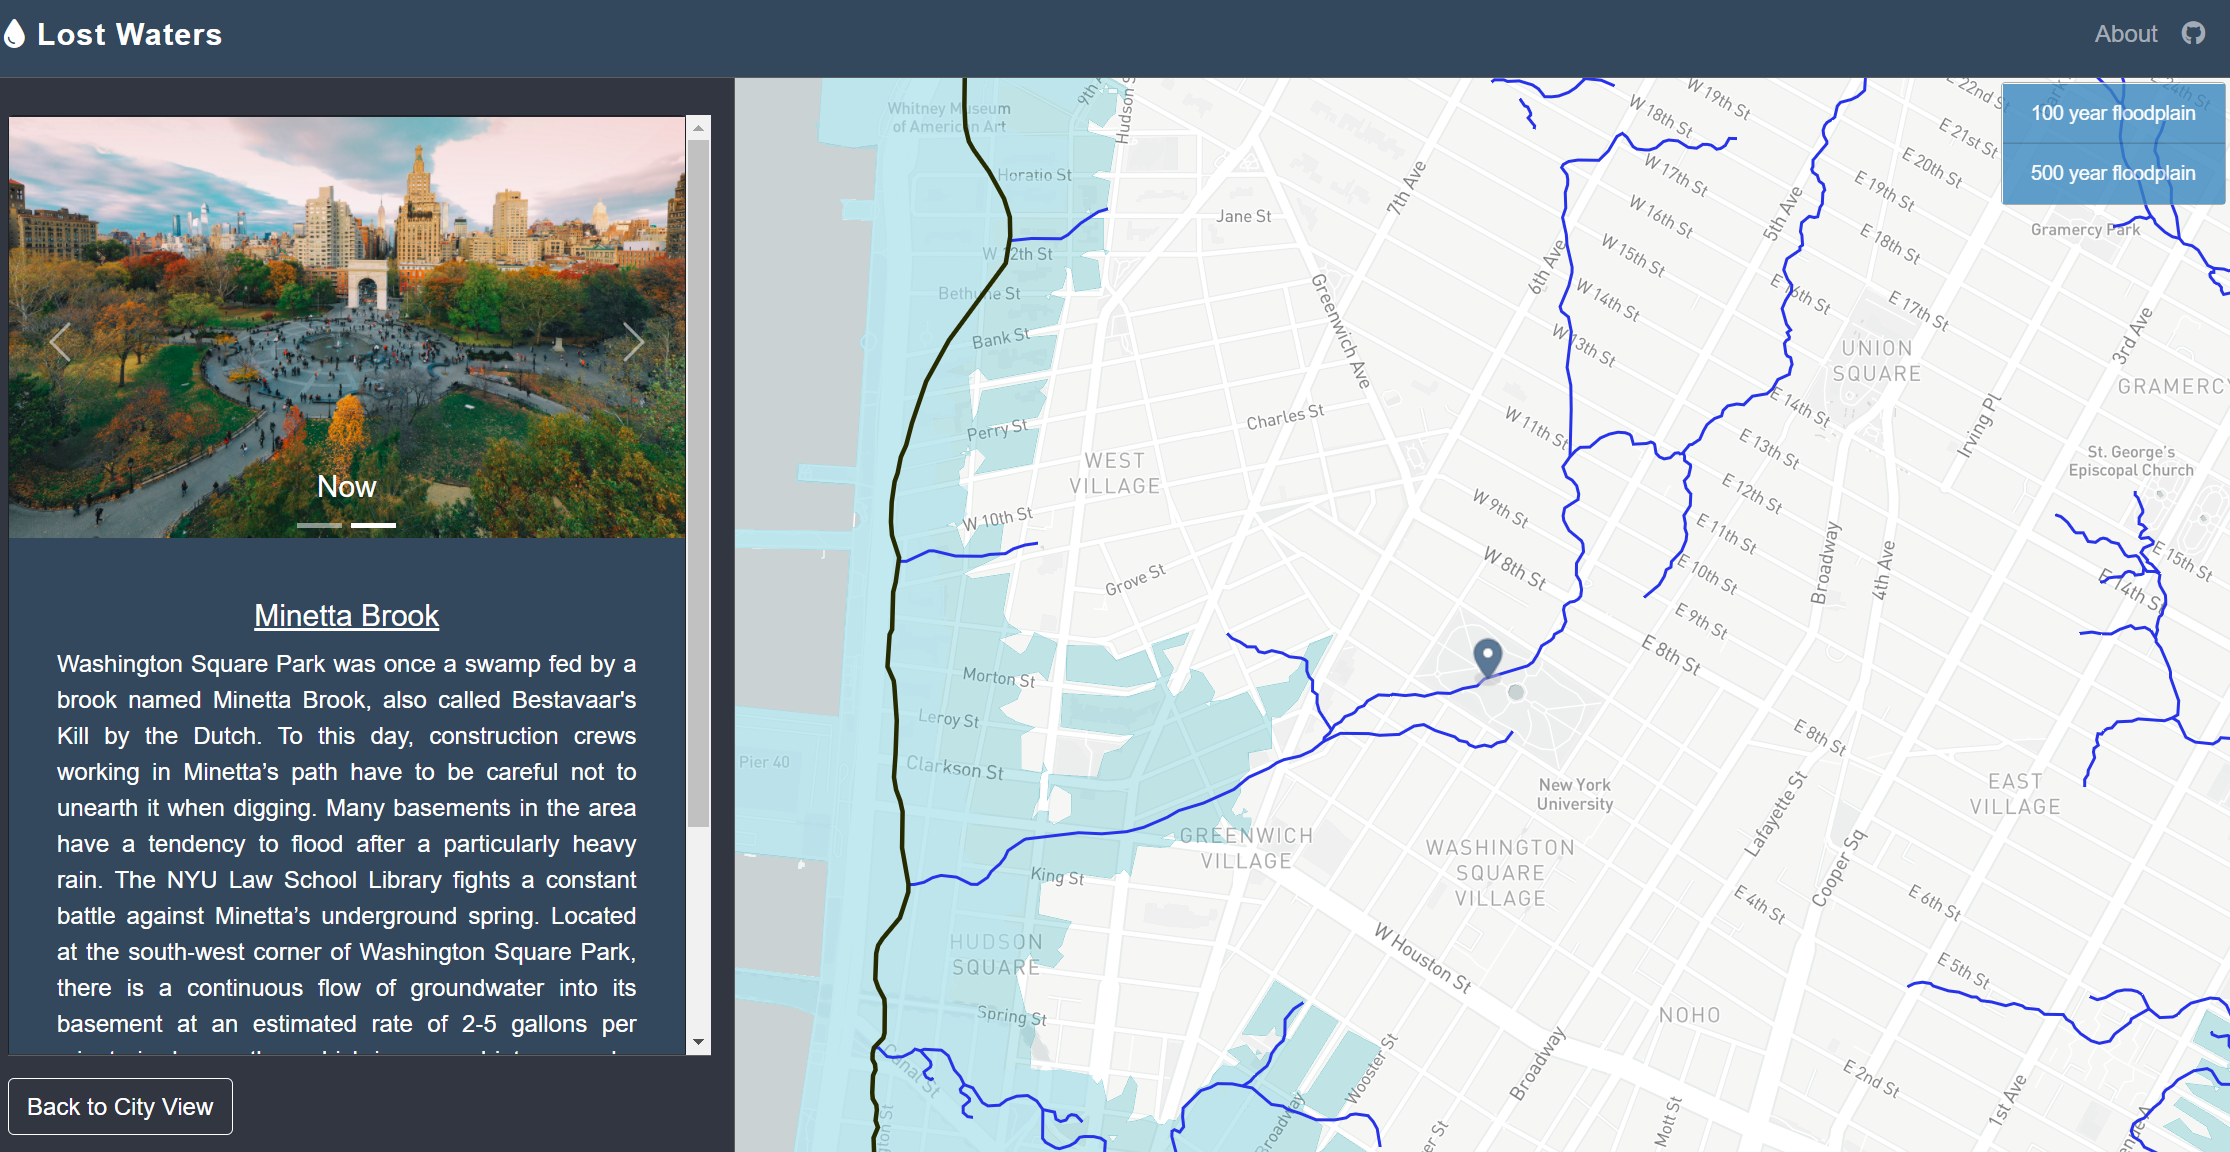 Lost Waters
About
Now
Minetta Brook
Washington Square Park was once a swamp fed by a
brook named Minetta Brook, also called Bestavaar's
Kill by the Dutch. To this day, construction crews
working in Minetta’s path have to be careful not to
unearth it when digging. Many basements in the area
have a tendency to flood after a particularly heavy
rain. The NYU Law School Library fights a constant
battle against Minetta’s underground spring. Located
at the south-west corner of Washington Square Park,
there is a continuous flow of groundwater into its
basement at an estimated rate of 2-5 gallons per
Back to City View
100 year floodplain
500 year floodplain
Whitney Museum
of American Art
9th A
Hudson S
Horatio St
W 12th St
Bethune St
Bank St
Perry St
W 10th St
Jane St
Greenwich Ave
Charles St
WEST
VILLAGE
Grove St
Morton St
Leroy St
Clarkson St
Pier 40
King St
GREENWICH
VILLAGE
HUDSON
SQUARE
Spring St
Canal St
7th Ave
6th Ave
5th Ave
W 19th St
W 18th St
W 17th St
W 16th St
W 15th St
W 14th St
W 13th St
W 11th St
W 9th St
W 8th St
E 22nd St
E 21st St
E 20th St
E 19th St
E 18th St
E 17th St
E 16th St
E 14th St
E 13th St
E 12th St
E 11th St
E 10th St
E 9th St
E 8th St
Gramercy Park
3rd Ave
UNION
SQUARE
GRAMERCY
Irving Pl
St. George's
Episcopal Church
E 15th St
E 14th St
Broadway
4th Ave
E 8th St
New York
University
EAST
VILLAGE
Lafayette St
Cooper Sq
WASHINGTON
SQUARE
VILLAGE
E 6th St
E 4th St
E 5th St
W Houston St
NOHO
Broadway
Wooster St
Broadway
Mott St
E 2nd St
1st Ave
er St
ton St